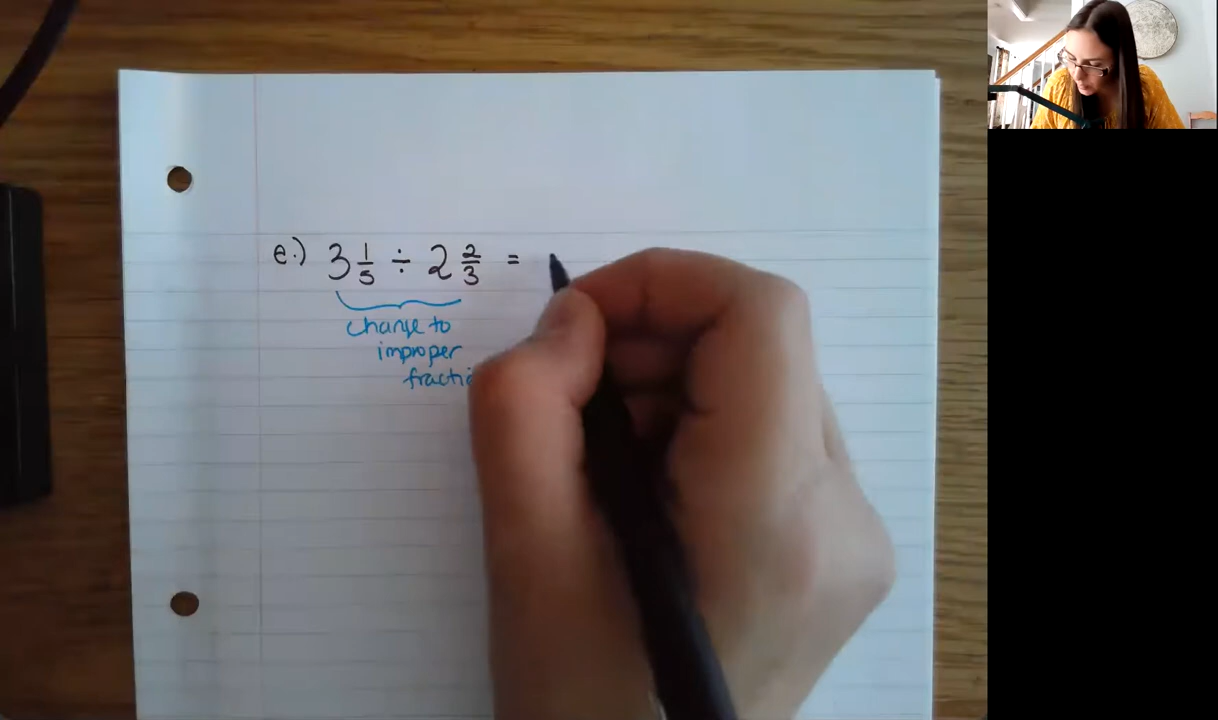 e.) 3 1/5 ÷ 2 2/3 =
change to
improper